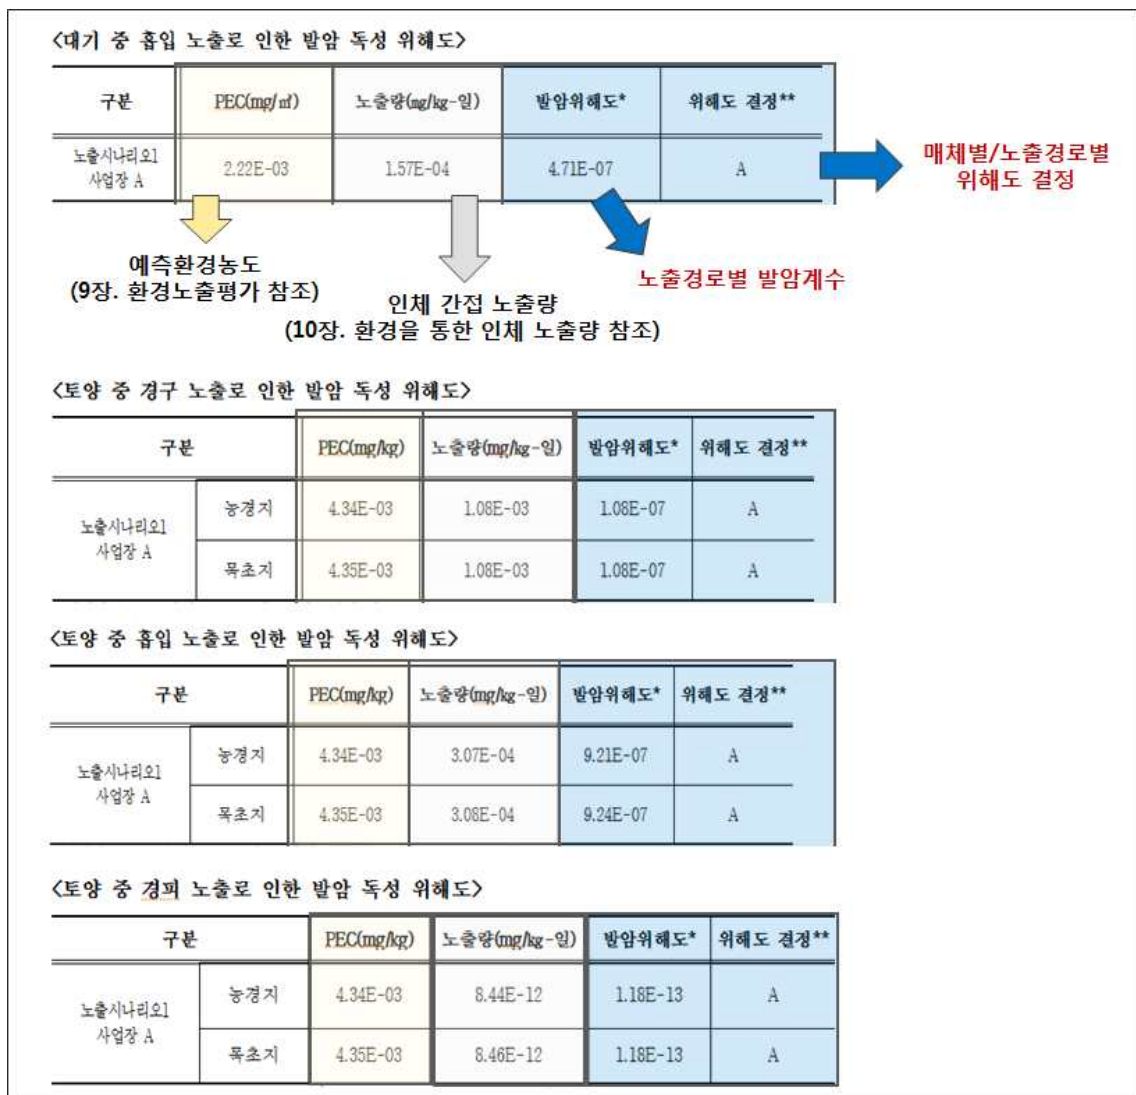 <대기 중 흡입 노출로 인한 발암 독성 위해도>
구분 PEC(mg/㎥) 노출량(mg/kg-일) 발암위해도* 위해도 결정**
노출시나리오1
사업장 A
2.22E-03 1.57E-04 4.71E-07 A
매체별/노출경로별
위해도 결정
예측환경농도
(9장. 환경노출평가 참조)
인체 간접 노출량
(10장. 환경을 통한 인체 노출량 참조)
노출경로별 발암계수
<토양 중 경구 노출로 인한 발암 독성 위해도>
구분 PEC(mg/kg) 노출량(mg/kg-일) 발암위해도* 위해도 결정**
노출시나리오1
사업장 A
농경지 4.34E-03 1.08E-03 1.08E-07 A
목초지 4.35E-03 1.08E-03 1.08E-07 A
<토양 중 흡입 노출로 인한 발암 독성 위해도>
구분 PEC(mg/kg) 노출량(mg/kg-일) 발암위해도* 위해도 결정**
노출시나리오1
사업장 A
농경지 4.34E-03 3.07E-04 9.21E-07 A
목초지 4.35E-03 3.08E-04 9.24E-07 A
<토양 중 경피 노출로 인한 발암 독성 위해도>
구분 PEC(mg/kg) 노출량(mg/kg-일) 발암위해도* 위해도 결정**
노출시나리오1
사업장 A
농경지 4.34E-03 8.44E-12 1.18E-13 A
목초지 4.35E-03 8.46E-12 1.18E-13 A